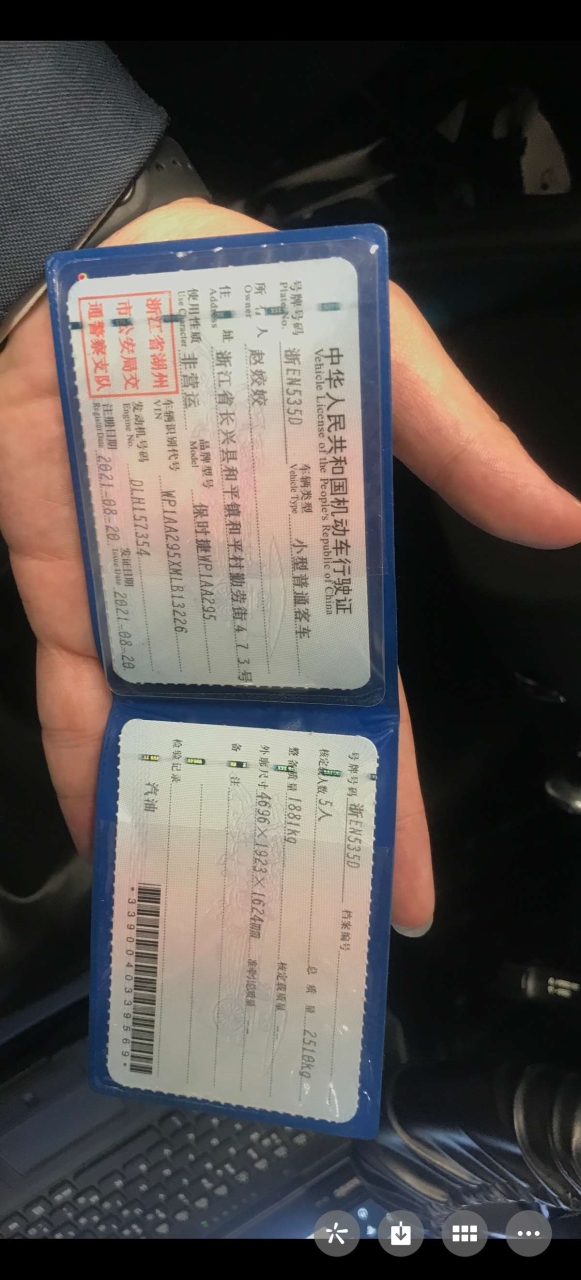 中华人民共和国机动车行驶证
Vehicle License of the People's Republic of China
号牌号码 浙EN535D 车辆类型 小型普通客车
Plate No. Vehicle Type
所有人 赵姣姣
Owner
住址 浙江省长兴县和平镇和平村勤劳街473号
Address
使用性质 非营运 品牌型号 保时捷WP1AA295
Use Character Model
浙江省湖州
市公安局交
通警察支队
车辆识别代号 WP1AA295XMLB13226
VIN
发动机号码 DLH157354
Engine No.
注册日期 2021-08-20 发证日期 2021-08-20
Register Date Issue Date
号牌号码 浙EN535D 档案编号
核定载人数 5人 总质量 2510kg
整备质量 1881kg 核定载质量 --
外廓尺寸 4696×1923×1624mm 准牵引总质量 --
备注
检验记录
汽油
*3390040339569*